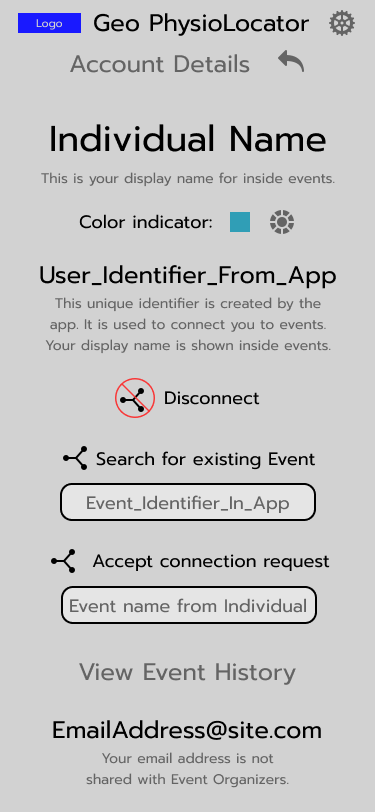 Logo
Geo PhysioLocator
Account Details
Individual Name
This is your display name for inside events.
Color indicator:
User_Identifier_From_App
This unique identifier is created by the
app. It is used to connect you to events.
Your display name is shown inside events.
Disconnect
Search for existing Event
Event_Identifier_In_App
Accept connection request
Event name from Individual
View Event History
EmailAddress@site.com
Your email address is not
shared with Event Organizers.